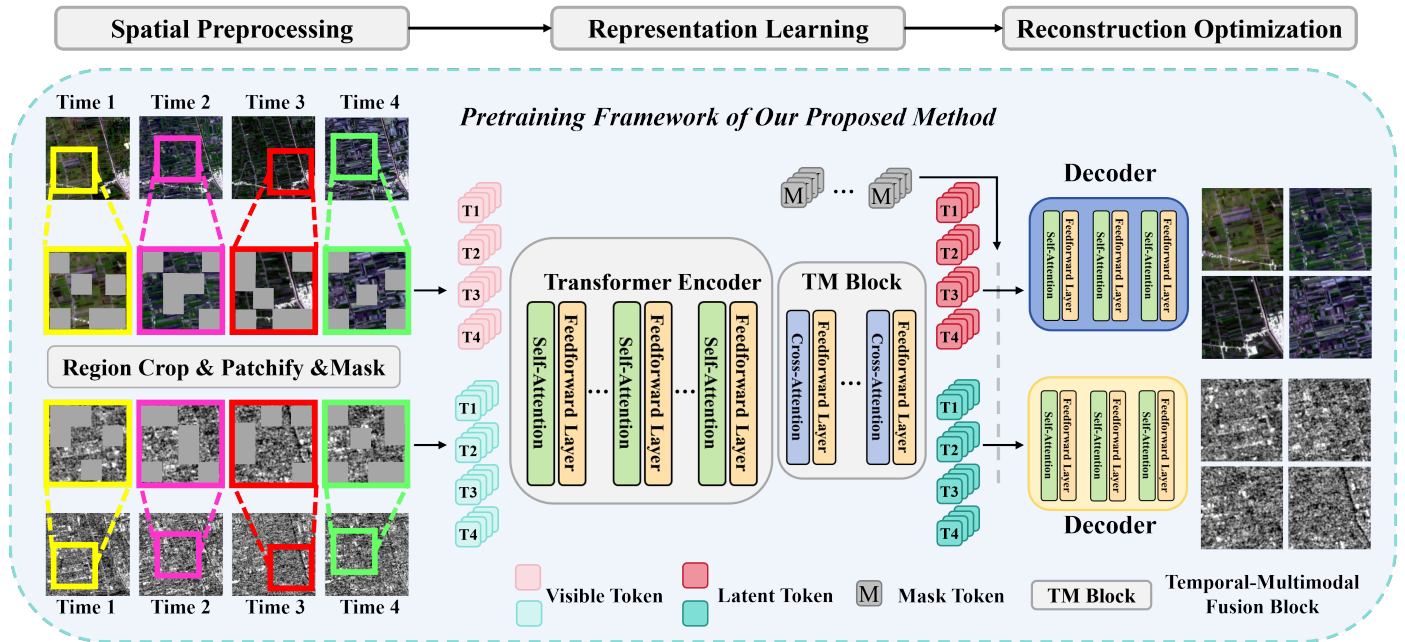 Spatial Preprocessing
Representation Learning
Reconstruction Optimization
Pretraining Framework of Our Proposed Method
Time 1
Time 2
Time 3
Time 4
Region Crop & Patchify &Mask
Time 1
Time 2
Time 3
Time 4
T1
T2
T3
T4
T1
T2
T3
T4
Transformer Encoder
Self-Attention
Feedforward Layer
...
Self-Attention
Feedforward Layer
...
Self-Attention
Feedforward Layer
TM Block
Cross-Attention
Feedforward Layer
...
Cross-Attention
Feedforward Layer
M
...
M
T1
T2
T3
T4
T1
T2
T3
T4
Decoder
Self-Attention
Feedforward Layer
Self-Attention
Feedforward Layer
Self-Attention
Feedforward Layer
Self-Attention
Feedforward Layer
Self-Attention
Feedforward Layer
Self-Attention
Feedforward Layer
Decoder
Visible Token
Latent Token
M
Mask Token
TM Block
Temporal-Multimodal
Fusion Block